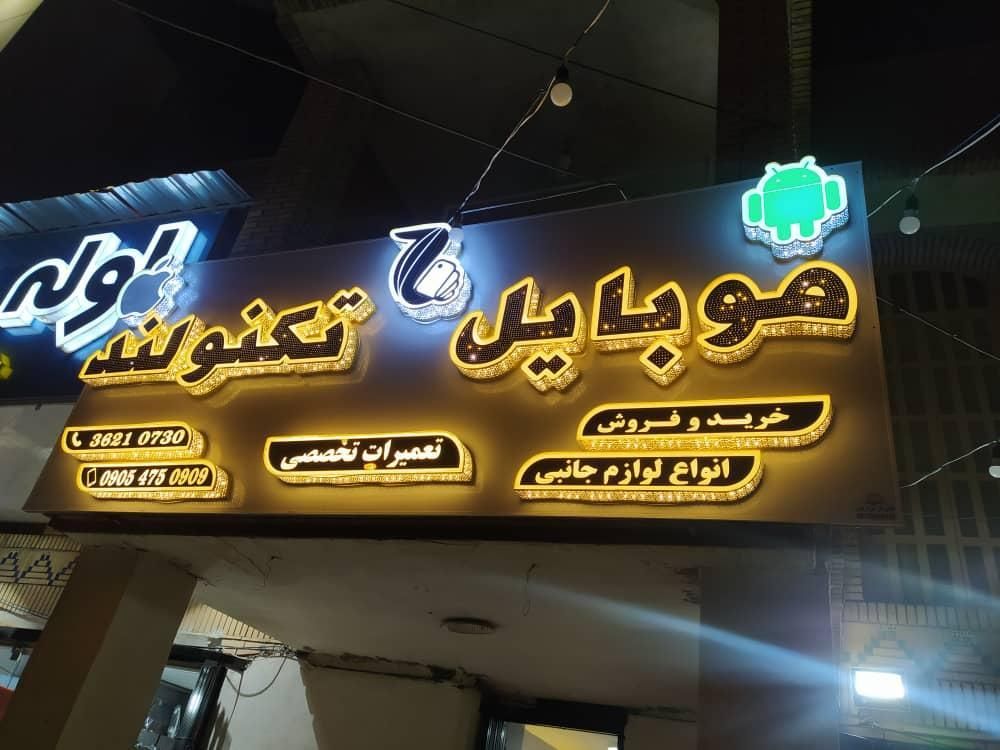 موبایل تکنولند
خرید و فروش
انواع لوازم جانبی
تعمیرات تخصصی
3621 0730
0905 475 0909